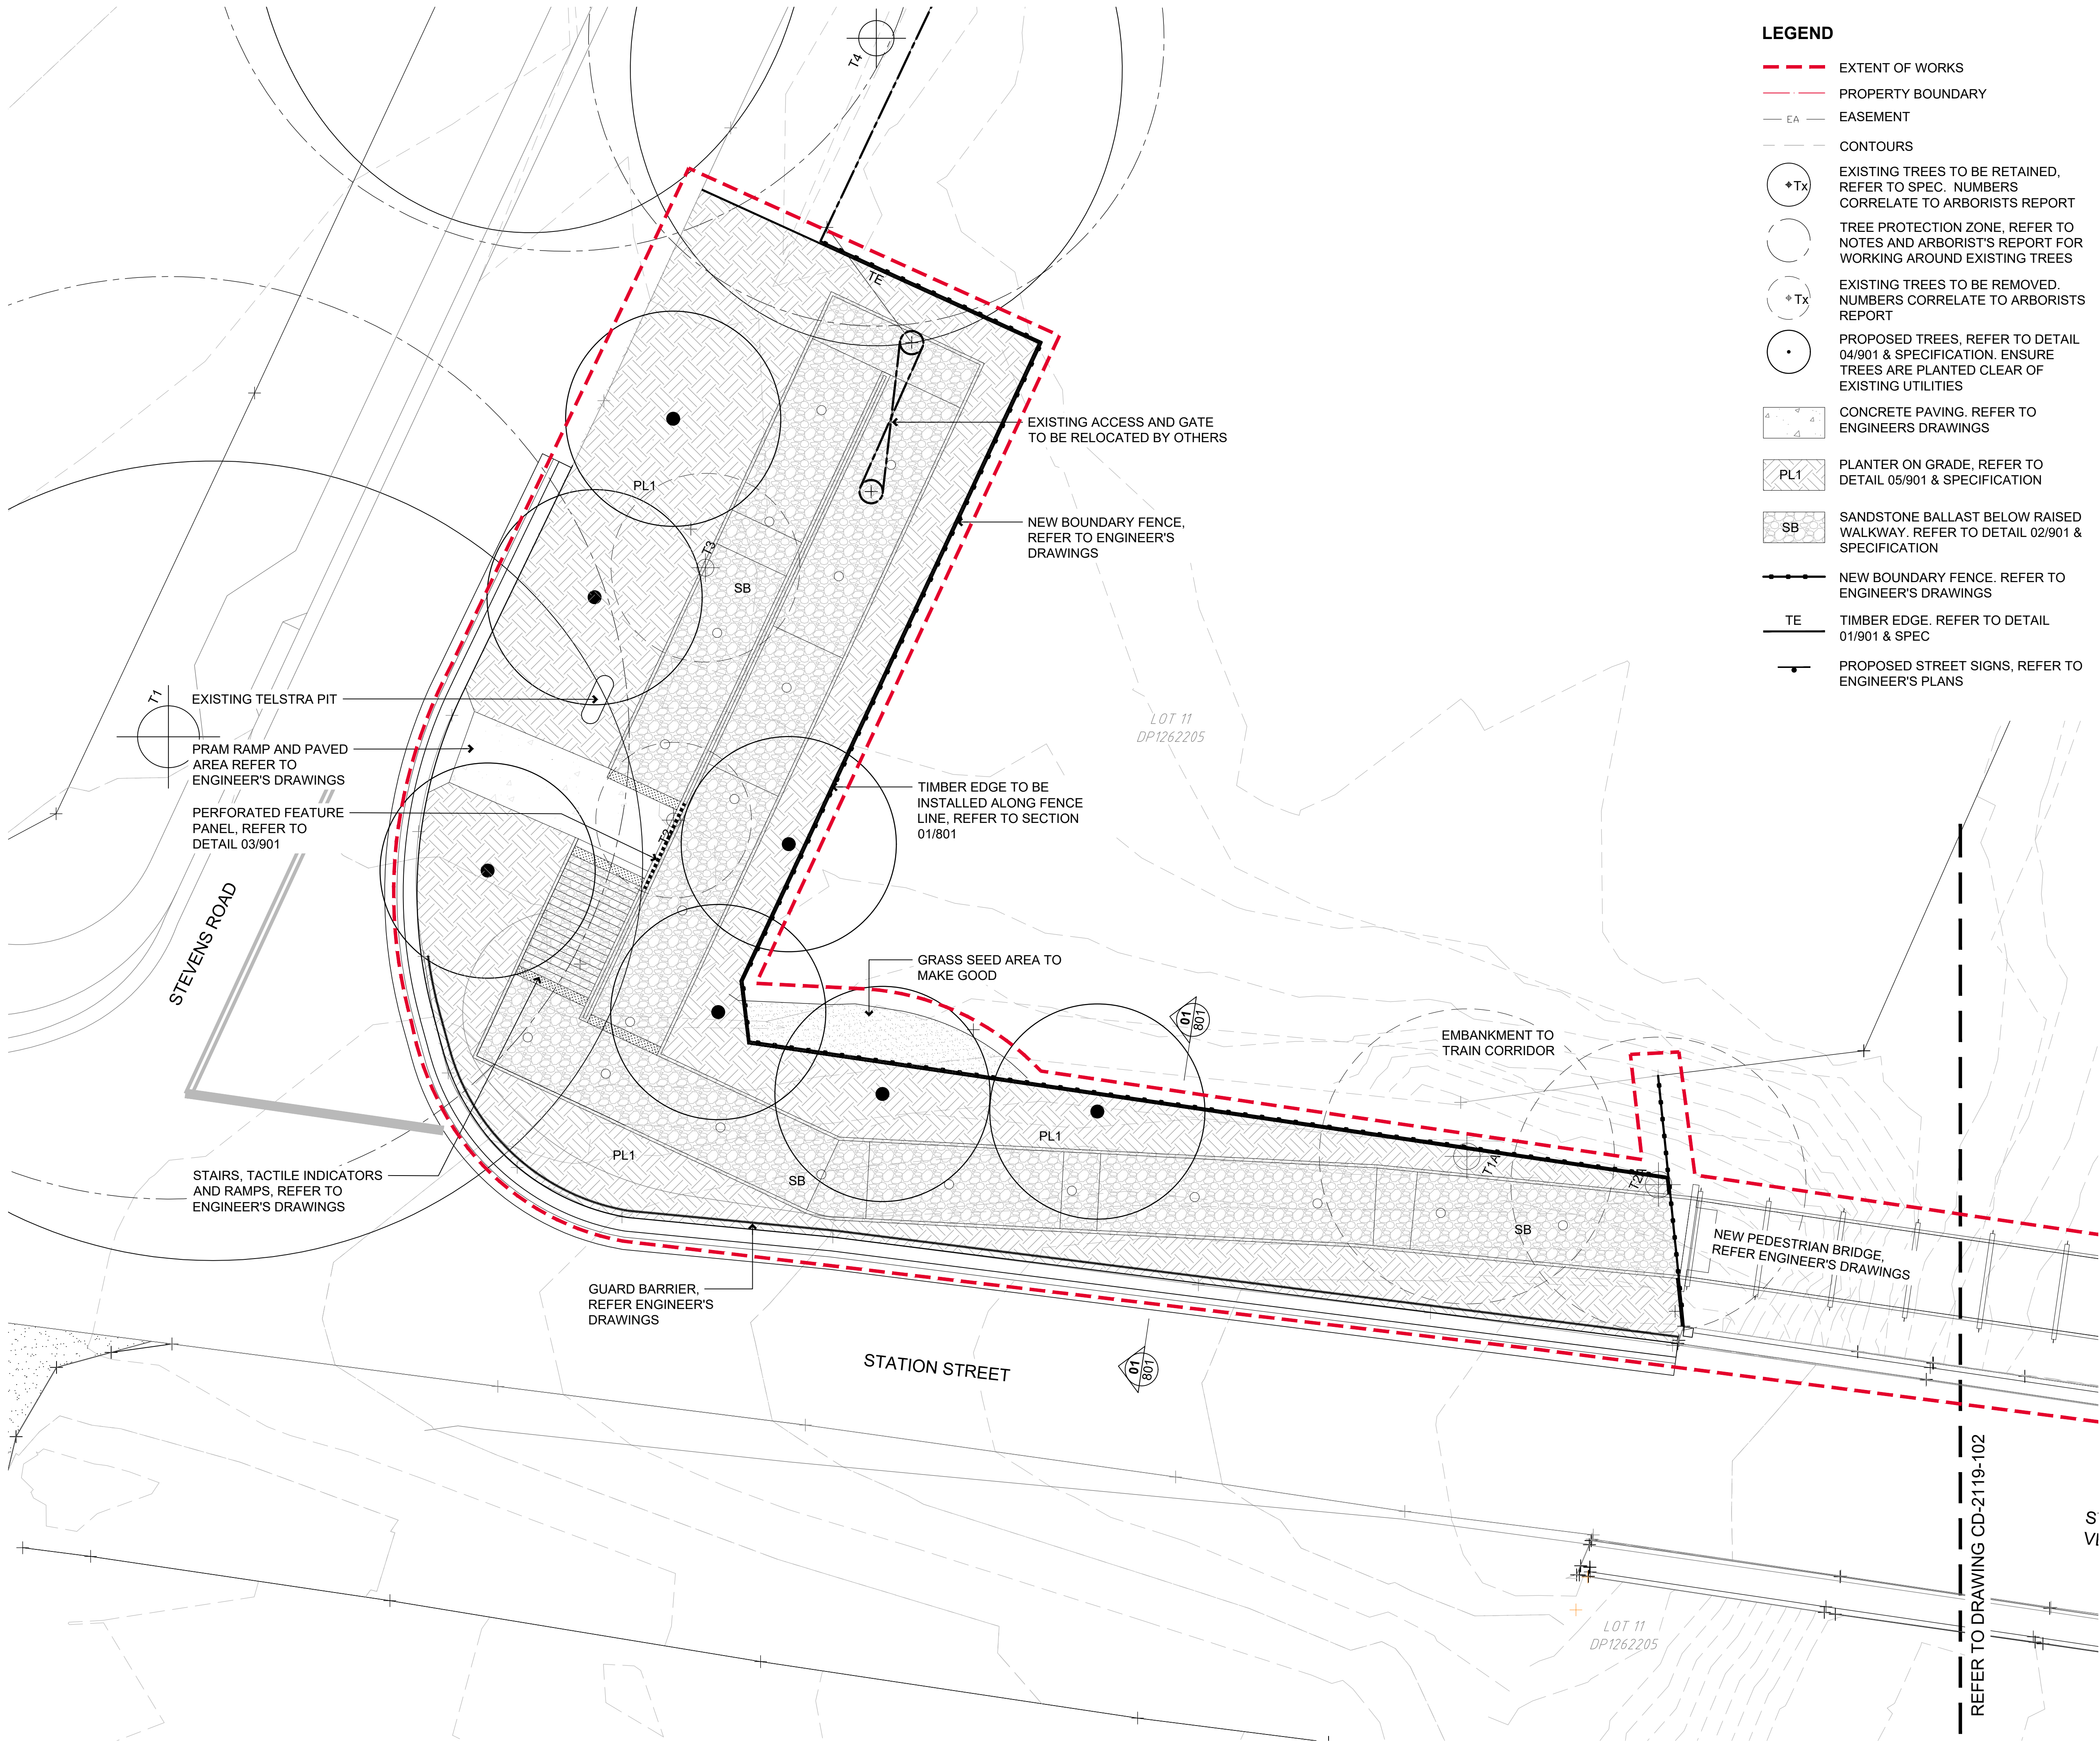 LEGEND
EXTENT OF WORKS
PROPERTY BOUNDARY
EA
EASEMENT
CONTOURS
Tx
EXISTING TREES TO BE RETAINED,
REFER TO SPEC. NUMBERS
CORRELATE TO ARBORISTS REPORT
TREE PROTECTION ZONE, REFER TO
NOTES AND ARBORIST'S REPORT FOR
WORKING AROUND EXISTING TREES
Tx
EXISTING TREES TO BE REMOVED.
NUMBERS CORRELATE TO ARBORISTS
REPORT
PROPOSED TREES, REFER TO DETAIL
04/901 & SPECIFICATION. ENSURE
TREES ARE PLANTED CLEAR OF
EXISTING UTILITIES
CONCRETE PAVING. REFER TO
ENGINEERS DRAWINGS
PL1
PLANTER ON GRADE, REFER TO
DETAIL 05/901 & SPECIFICATION
SB
SANDSTONE BALLAST BELOW RAISED
WALKWAY. REFER TO DETAIL 02/901 &
SPECIFICATION
NEW BOUNDARY FENCE. REFER TO
ENGINEER'S DRAWINGS
TE
TIMBER EDGE. REFER TO DETAIL
01/901 & SPEC
PROPOSED STREET SIGNS, REFER TO
ENGINEER'S PLANS
T4
TE
EXISTING ACCESS AND GATE
TO BE RELOCATED BY OTHERS
PL1
NEW BOUNDARY FENCE,
REFER TO ENGINEER'S
DRAWINGS
T3
SB
T1
EXISTING TELSTRA PIT
LOT 11
DP1262205
PRAM RAMP AND PAVED
AREA REFER TO
ENGINEER'S DRAWINGS
TIMBER EDGE TO BE
INSTALLED ALONG FENCE
LINE, REFER TO SECTION
01/801
PERFORATED FEATURE
PANEL, REFER TO
DETAIL 03/901
T2
STEVENS ROAD
GRASS SEED AREA TO
MAKE GOOD
01
801
EMBANKMENT TO
TRAIN CORRIDOR
PL1
PL1
T1A
T2A
SB
STAIRS, TACTILE INDICATORS
AND RAMPS, REFER TO
ENGINEER'S DRAWINGS
SB
NEW PEDESTRIAN BRIDGE,
REFER ENGINEER'S DRAWINGS
GUARD BARRIER,
REFER ENGINEER'S
DRAWINGS
STATION STREET
01
801
REFER TO DRAWING CD-2119-102
LOT 11
DP1262205